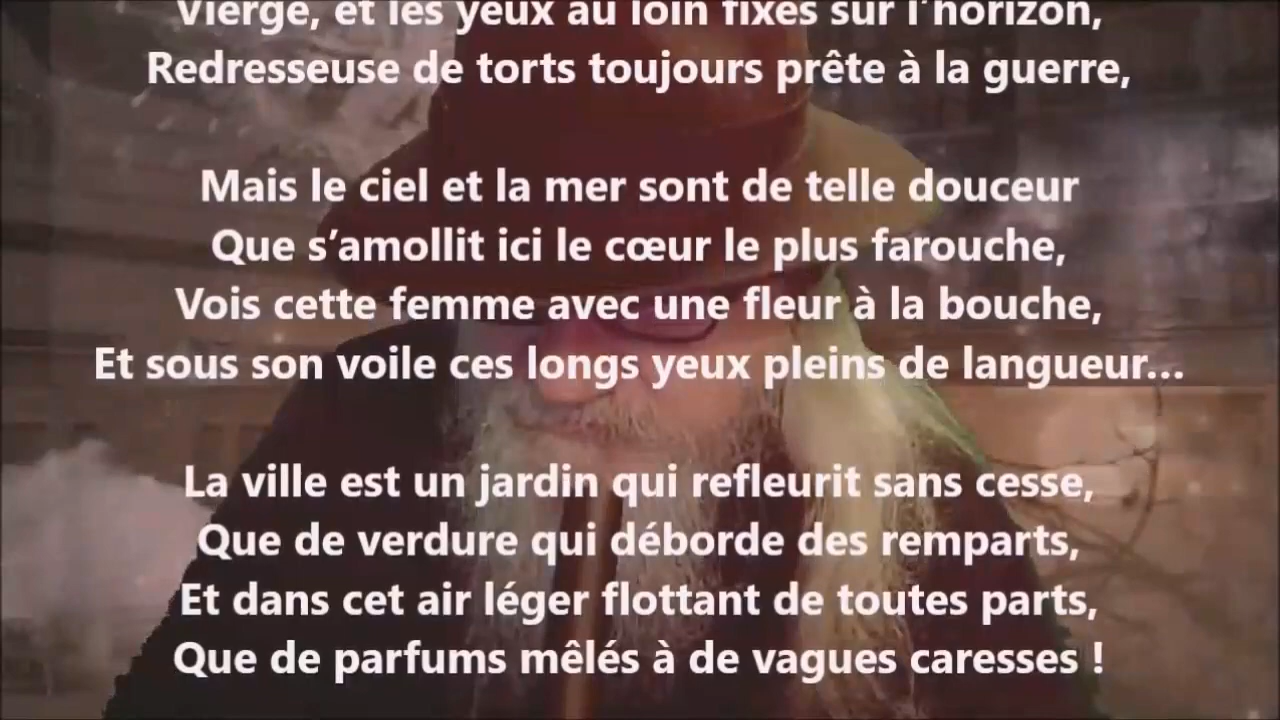 Vierge, et les yeux au loin fixés sur l’horizon,
Redresseuse de torts toujours prête à la guerre,
Mais le ciel et la mer sont de telle douceur
Que s’amollit ici le cœur le plus farouche,
Vois cette femme avec une fleur à la bouche,
Et sous son voile ces longs yeux pleins de langueur...
La ville est un jardin qui refleurit sans cesse,
Que de verdure qui déborde des remparts,
Et dans cet air léger flottant de toutes parts,
Que de parfums mêlés à de vagues caresses !